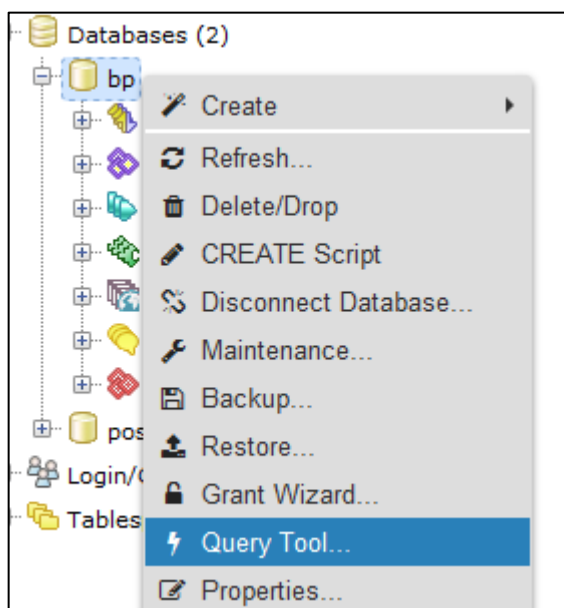 Databases (2)
bp
Create
Refresh...
Delete/Drop
CREATE Script
Disconnect Database...
Maintenance...
Backup...
pos
Restore...
Login/
Grant Wizard...
Tables
Query Tool...
Properties...